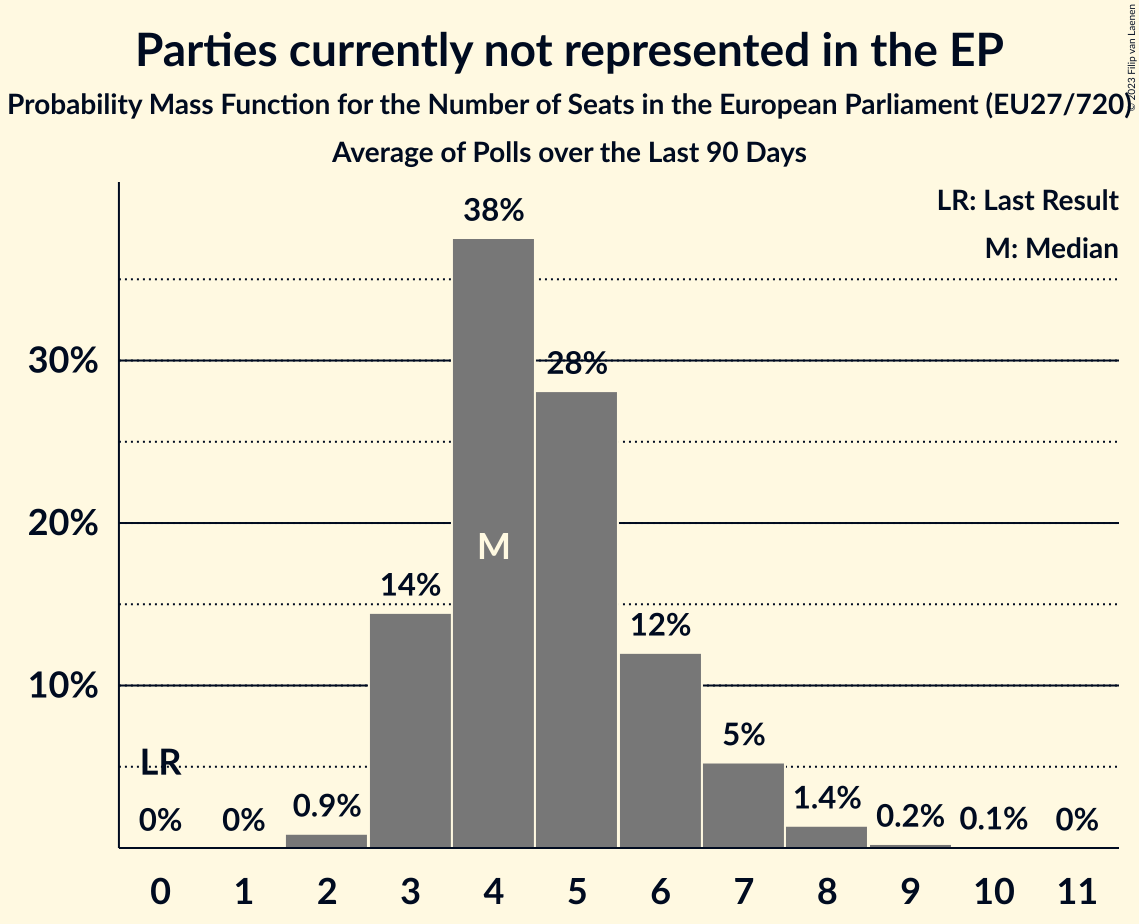 Parties currently not represented in the EP
Probability Mass Function for the Number of Seats in the European Parliament (EU27/720)
Average of Polls over the Last 90 Days
© 2023 Filip van Laenen
LR: Last Result
M: Median
38%
30%
28%
20%
M
14%
12%
10%
5%
LR
0%
0%
0.9%
1.4%
0.2%
0.1%
0%
0 1 2 3 4 5 6 7 8 9 10 11